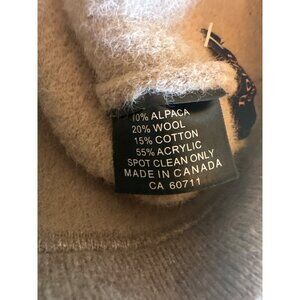 10% ALPACA
20% WOOL
15% COTTON
55% ACRYLIC
SPOT CLEAN ONLY
MADE IN CANADA
CA 60711